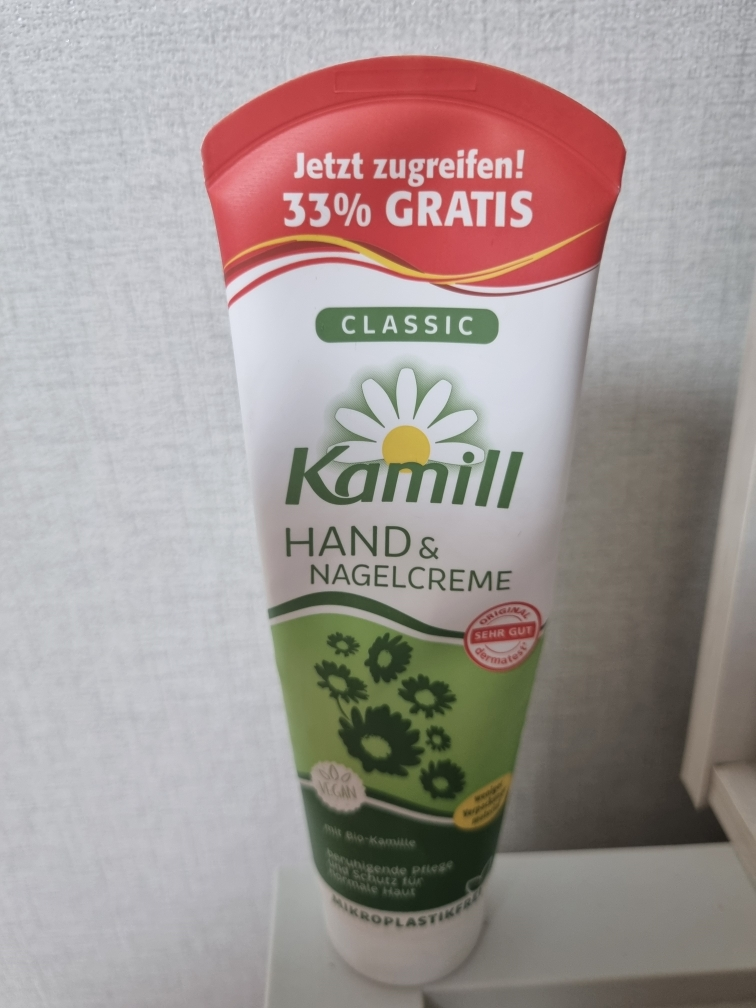 Jetzt zugreifen!
33% GRATIS
CLASSIC
Kamill
HAND &
NAGELCREME
ORIGINAL
SEHR GUT
dermatest
VEGAN
weniger
mit Bio-Kamille
Beruhigende Pflege
und Schutz für
normale Haut